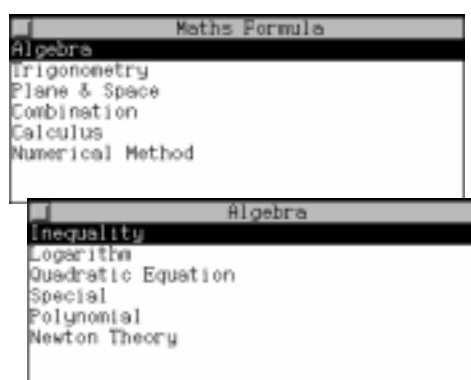 Maths Formula
Algebra
Trigonometry
Plane & Space
Combination
Calculus
Numerical Method
Algebra
Inequality
Logarithm
Quadratic Equation
Special
Polynomial
Newton Theory